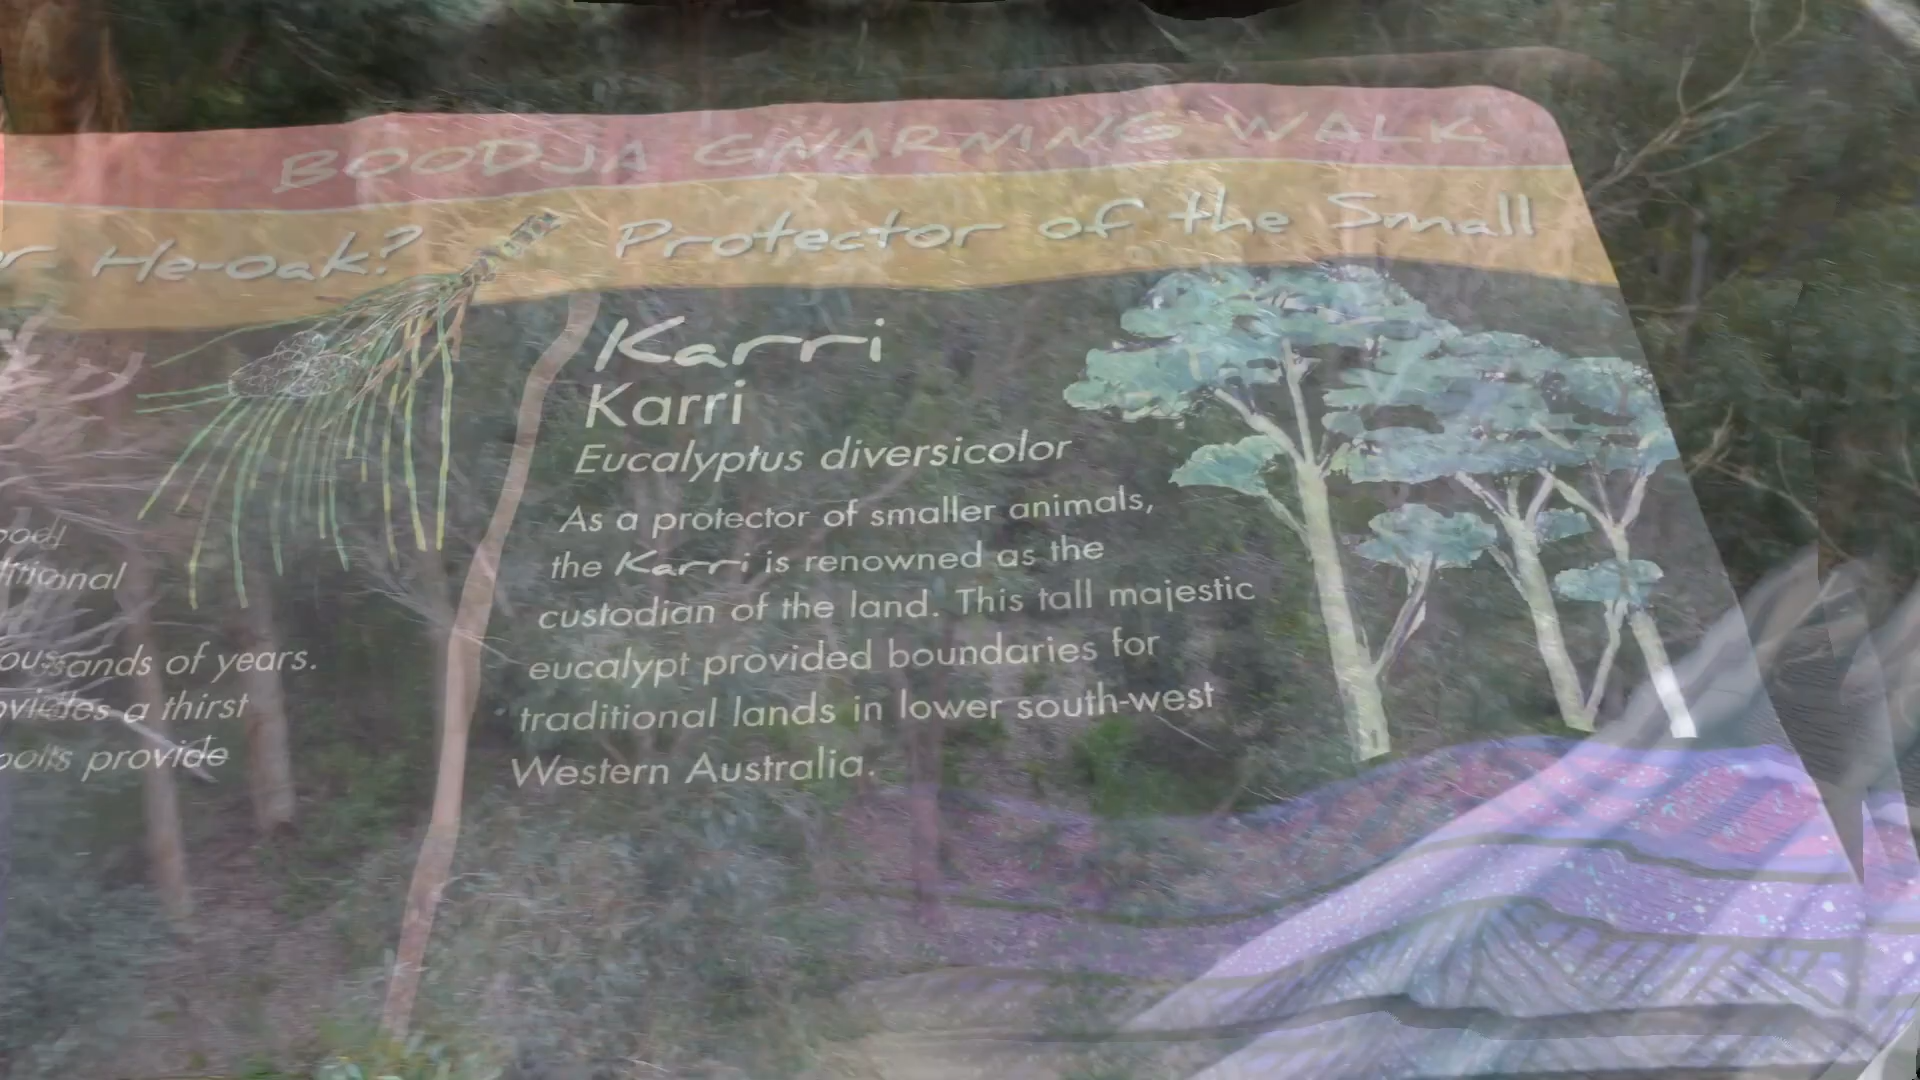 BOODJA GNARNING WALK
He-oak?
Protector of the Small
Karri
Karri
Eucalyptus diversicolor
As a protector of smaller animals,
the Karri is renowned as the
custodian of the land. This tall majestic
eucalypt provided boundaries for
traditional lands in lower south-west
Western Australia.
of years.
a thirst
provide